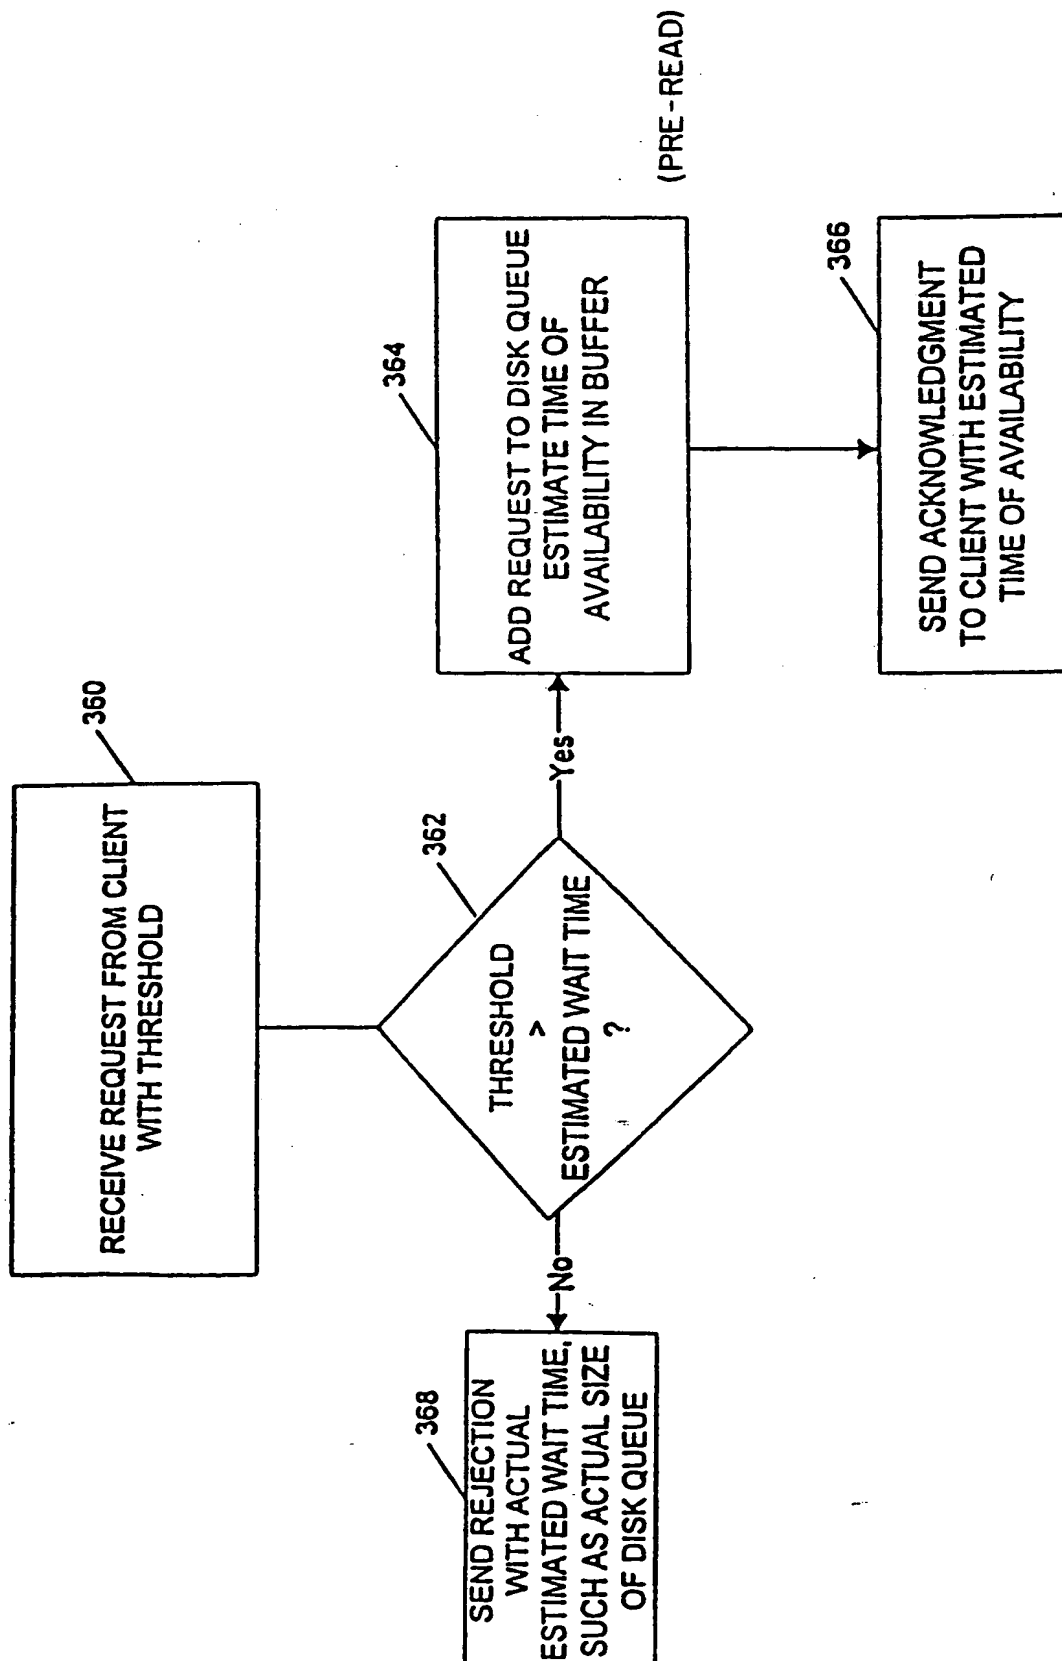 360
RECEIVE REQUEST FROM CLIENT
WITH THRESHOLD
362
THRESHOLD
>
ESTIMATED WAIT TIME
?
No
Yes
368
SEND REJECTION
WITH ACTUAL
ESTIMATED WAIT TIME,
SUCH AS ACTUAL SIZE
OF DISK QUEUE
364
ADD REQUEST TO DISK QUEUE
ESTIMATE TIME OF
AVAILABILITY IN BUFFER
(PRE-READ)
366
SEND ACKNOWLEDGMENT
TO CLIENT WITH ESTIMATED
TIME OF AVAILABILITY